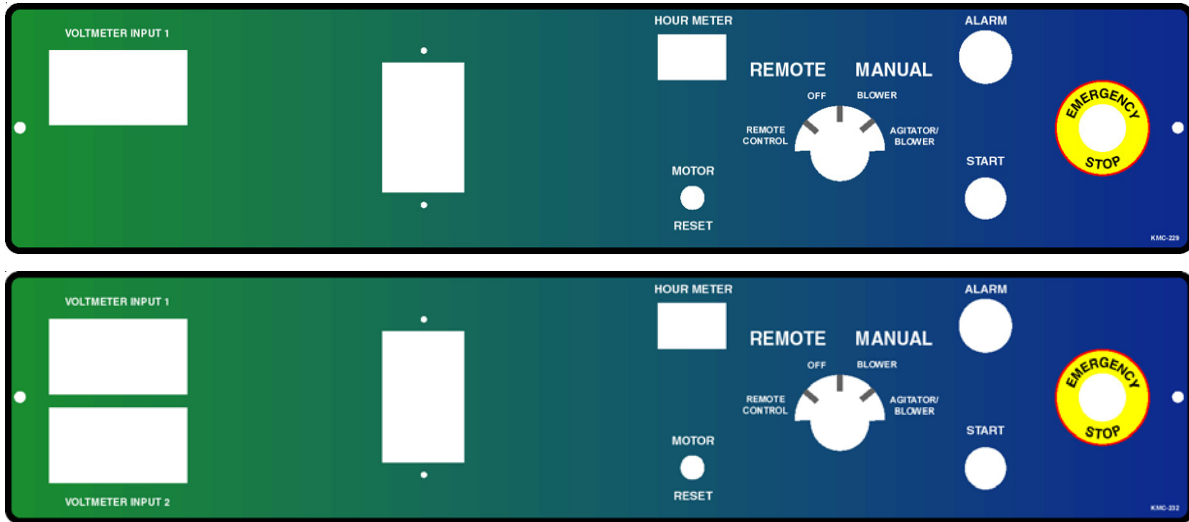 VOLTMETER INPUT 1
HOUR METER
ALARM
REMOTE MANUAL
OFF BLOWER
REMOTE
CONTROL
AGITATOR/
BLOWER
EMERGENCY
STOP
MOTOR
RESET
START
KMC-229
VOLTMETER INPUT 1
HOUR METER
ALARM
REMOTE MANUAL
OFF BLOWER
REMOTE
CONTROL
AGITATOR/
BLOWER
EMERGENCY
STOP
MOTOR
RESET
START
VOLTMETER INPUT 2
KMC-232